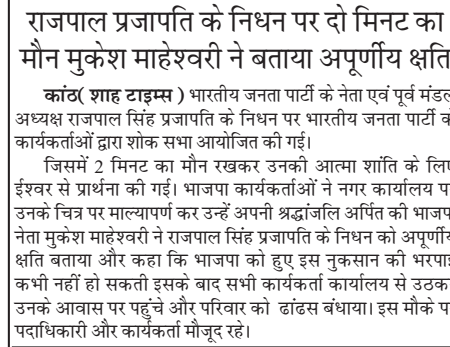 राजपाल प्रजापति के निधन पर दो मिनट का
मौन मुकेश माहेश्वरी ने बताया अपूर्णीय क्षति
कांठ( शाह टाइम्स ) भारतीय जनता पार्टी के नेता एवं पूर्व मंडल
अध्यक्ष राजपाल सिंह प्रजापति के निधन पर भारतीय जनता पार्टी के
कार्यकर्ताओं द्वारा शोक सभा आयोजित की गई।
जिसमें 2 मिनट का मौन रखकर उनकी आत्मा शांति के लिए
ईश्वर से प्रार्थना की गई। भाजपा कार्यकर्ताओं ने नगर कार्यालय प
उनके चित्र पर माल्यापर्ण कर उन्हें अपनी श्रद्धांजलि अर्पित की भाजप
नेता मुकेश माहेश्वरी ने राजपाल सिंह प्रजापति के निधन को अपूर्णीय
क्षति बताया और कहा कि भाजपा को हुए इस नुकसान की भरपाई
कभी नहीं हो सकती इसके बाद सभी कार्यकर्ता कार्यालय से उठक
उनके आवास पर पहुंचे और परिवार को ढांढस बंधाया। इस मौके प
पदाधिकारी और कार्यकर्ता मौजूद रहे।